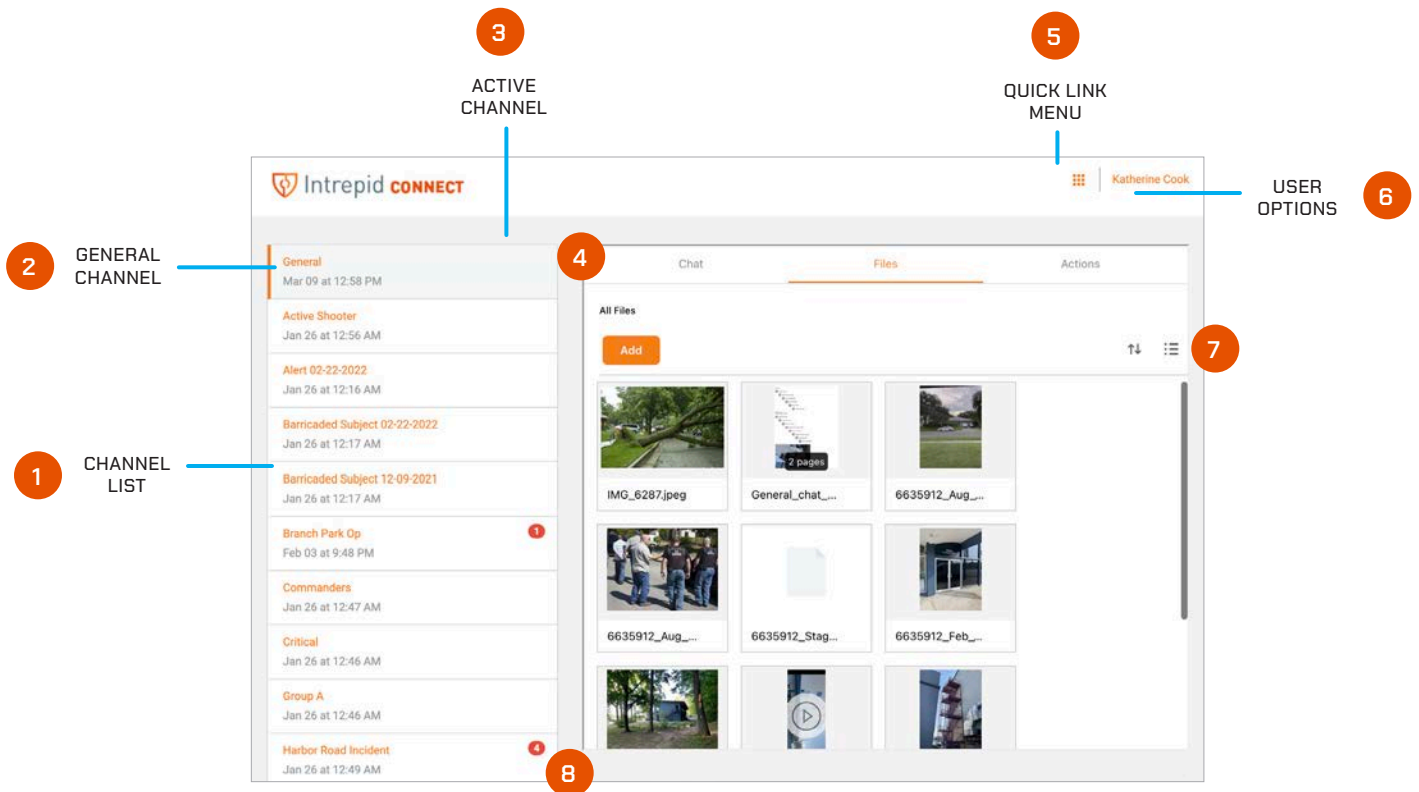 3
5
ACTIVE
CHANNEL
QUICK LINK
MENU
Intrepid CONNECT
Katherine Cook
USER
OPTIONS
6
2
GENERAL
CHANNEL
General
Mar 09 at 12:58 PM
4
Chat
Files
Actions
Active Shooter
Jan 26 at 12:56 AM
All Files
Add
7
Alert 02-22-2022
Jan 26 at 12:16 AM
Barricaded Subject 02-22-2022
Jan 26 at 12:17 AM
1
CHANNEL
LIST
Barricaded Subject 12-09-2021
Jan 26 at 12:17 AM
2 pages
IMG_6287.jpeg
General_chat_...
6635912_Aug_...
Branch Park Op
1
Feb 03 at 9:48 PM
Commanders
Jan 26 at 12:47 AM
Critical
Jan 26 at 12:46 AM
6635912_Aug_...
6635912_Stag...
6635912_Feb_...
Group A
Jan 26 at 12:46 AM
Harbor Road Incident
4
Jan 26 at 12:49 AM
8